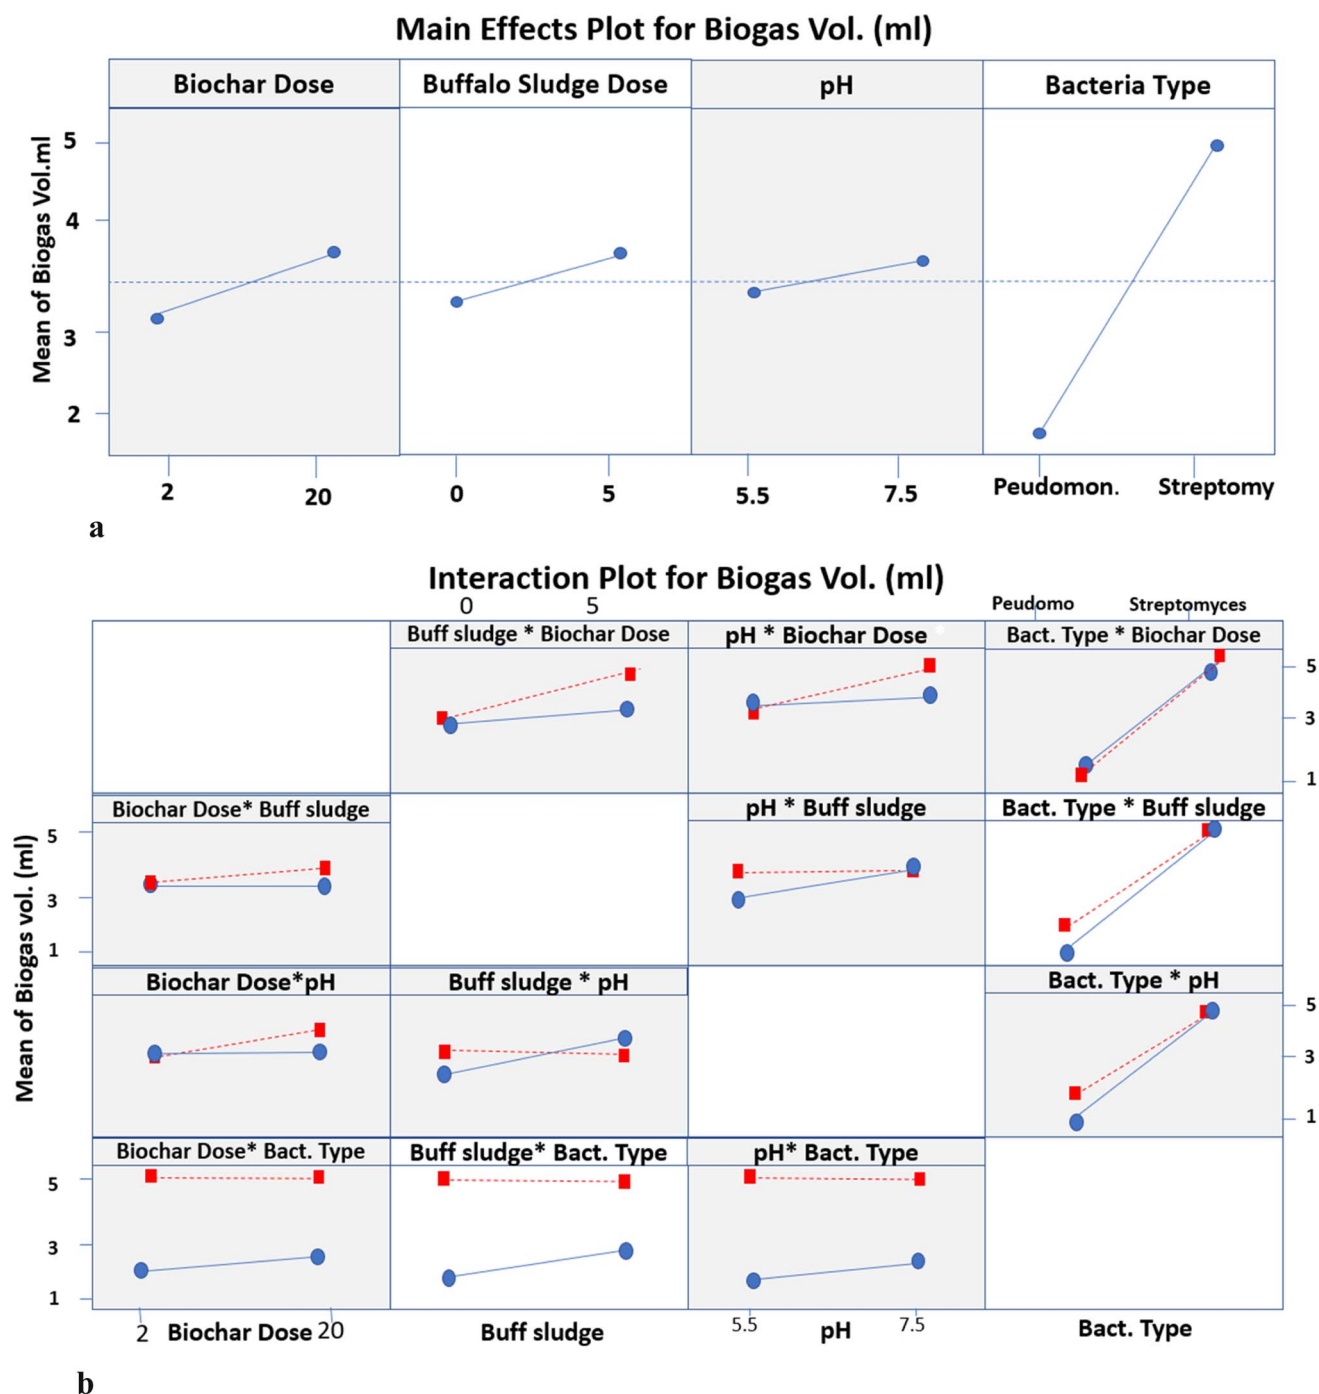 Main Effects Plot for Biogas Vol. (ml)
Biochar Dose
Buffalo Sludge Dose
pH
Bacteria Type
Mean of Biogas Vol.ml
5
4
3
2
2
20
0
5
5.5
7.5
Peudomon.
Streptomy
a
Interaction Plot for Biogas Vol. (ml)
0
5
Peudomo
Streptomyces
Buff sludge * Biochar Dose
pH * Biochar Dose
Bact. Type * Biochar Dose
5
3
1
Mean of Biogas vol. (ml)
Biochar Dose* Buff sludge
pH * Buff sludge
Bact. Type * Buff sludge
5
3
1
Biochar Dose*pH
Buff sludge * pH
Bact. Type * pH
5
3
1
Biochar Dose* Bact. Type
Buff sludge* Bact. Type
pH* Bact. Type
5
3
1
2
Biochar Dose
20
Buff sludge
5.5
pH
7.5
Bact. Type
b